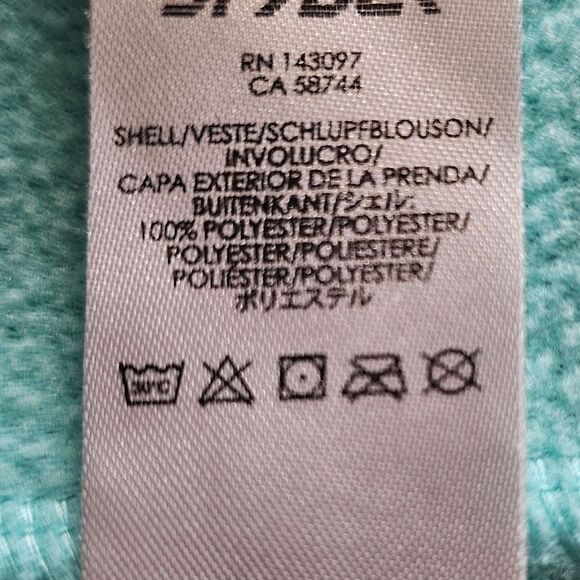 SPYDER
RN 143097
CA 58744
SHELL/VESTE/SCHLUPFBLOUSON/
INVOLUCRO/
CAPA EXTERIOR DE LA PRENDA/
BUITENKANT/シェル:
100% POLYESTER/POLYESTER/
POLYESTER/POLIESTERE/
POLIÉSTER/POLYESTER/
ポリエステル
30°C